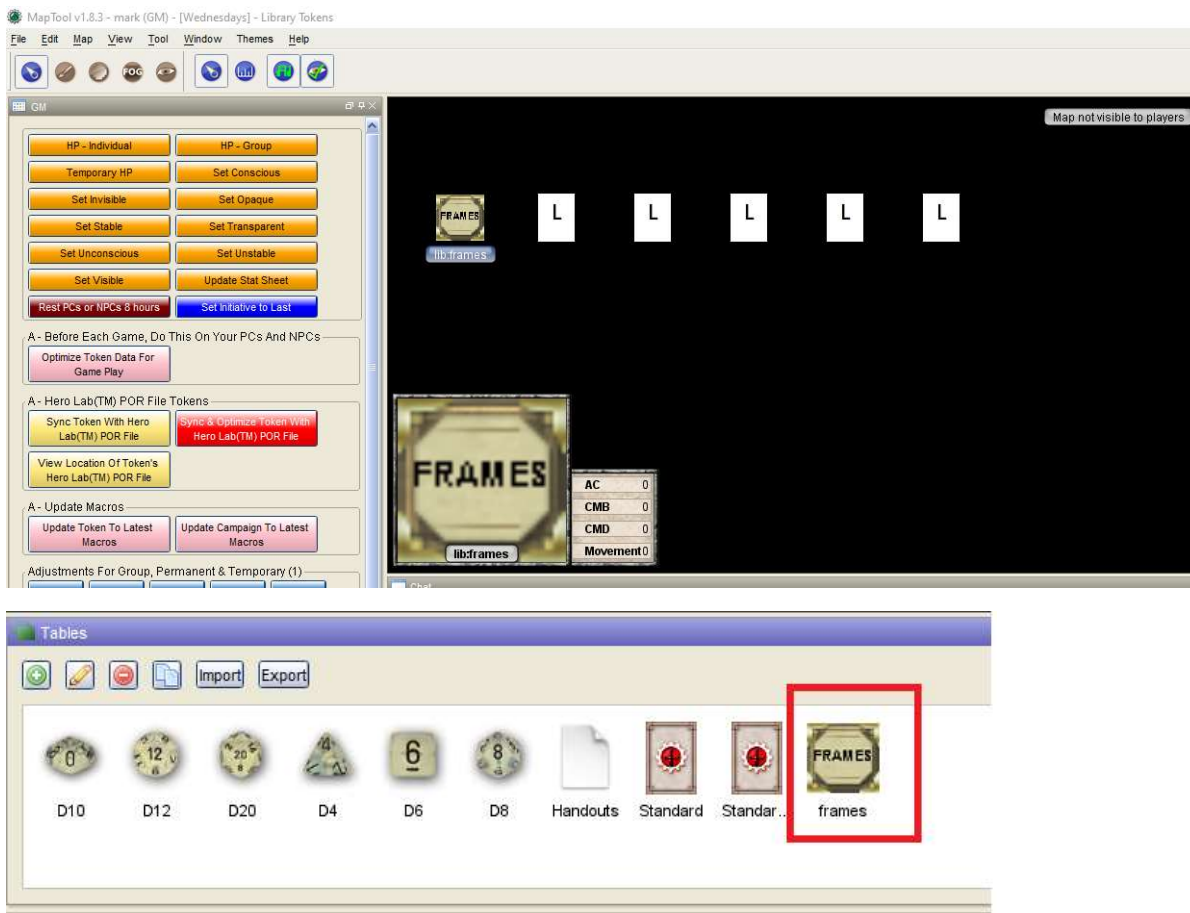 MapTool v1.8.3 - mark (GM) - [Wednesdays] - Library Tokens
File Edit Map View Tool Window Themes Help
FOG
GM
Map not visible to players
HP - Individual HP - Group
Temporary HP Set Conscious
Set Invisible Set Opaque
Set Stable Set Transparent
Set Unconscious Set Unstable
Set Visible Update Stat Sheet
Rest PCs or NPCs 8 hours Set Initiative to Last
FRAMES L L L L L
lib:frames
A - Before Each Game, Do This On Your PCs And NPCs
Optimize Token Data For
Game Play
A - Hero Lab(TM) POR File Tokens
Sync Token With Hero
Lab(TM) POR File
Sync & Optimize Token With
Hero Lab(TM) POR File
View Location Of Token's
Hero Lab(TM) POR File
A - Update Macros
Update Token To Latest
Macros
Update Campaign To Latest
Macros
Adjustments For Group, Permanent & Temporary (1)
FRAMES
lib:frames
AC 0
CMB 0
CMD 0
Movement 0
Chat
Tables
Import Export
0 12 20 4 6 8 FRAMES
D10 D12 D20 D4 D6 D8 Handouts Standard Standar... frames